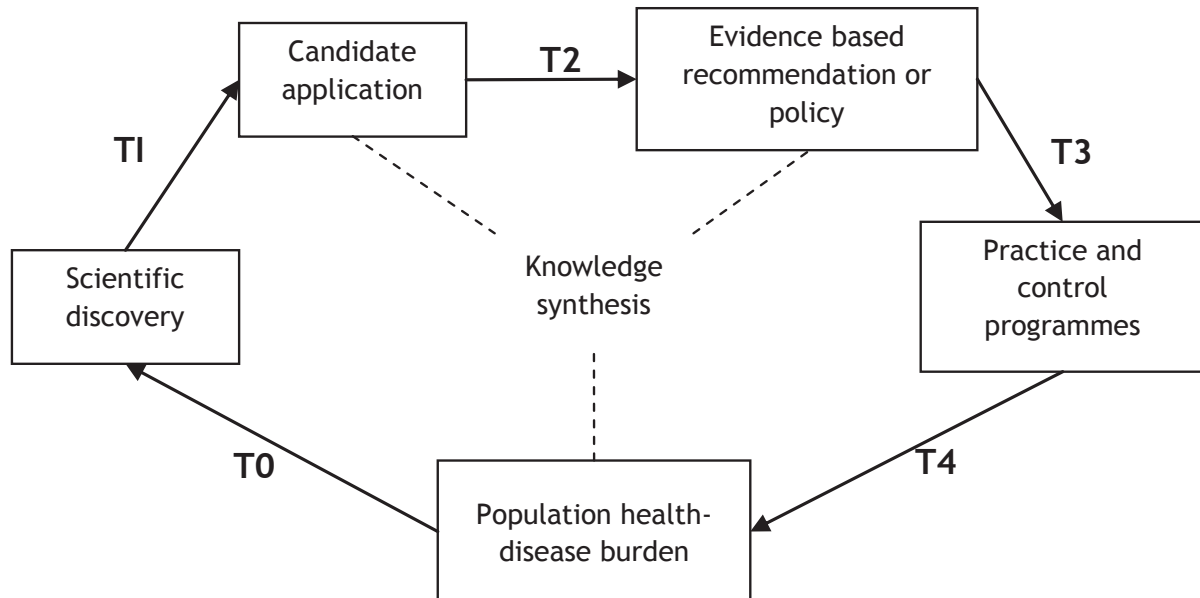 Candidate
application
T2
Evidence based
recommendation or
policy
TI
T3
Scientific
discovery
Knowledge
synthesis
Practice and
control
programmes
T0
T4
Population health-
disease burden